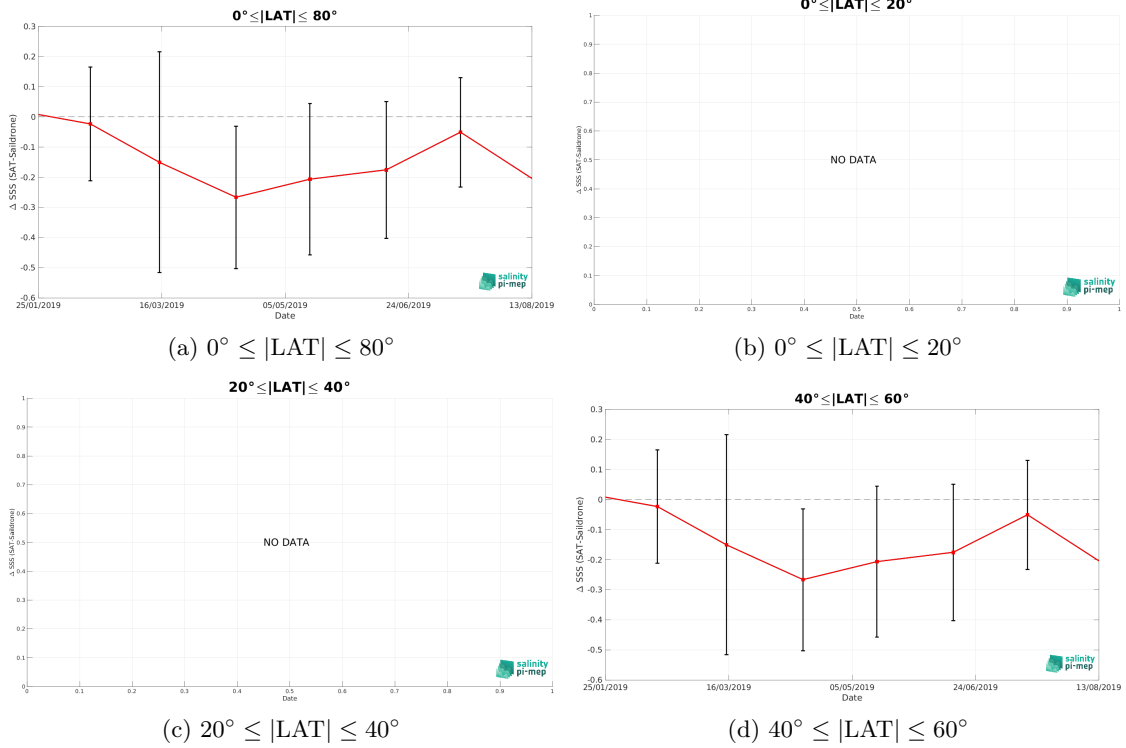 0°≤|LAT|≤ 80°
0.3
0.2
0.1
0
-0.1
-0.2
-0.3
-0.4
-0.5
-0.6
Δ SSS (SAT-Saildrone)
25/01/2019 16/03/2019 05/05/2019 24/06/2019 13/08/2019
Date
salinity
pi-mep
(a) 0° ≤ |LAT| ≤ 80°
0°≤|LAT|≤ 20°
1
0.9
0.8
0.7
0.6
0.5
0.4
0.3
0.2
0.1
0
Δ SSS (SAT-Saildrone)
NO DATA
0 0.1 0.2 0.3 0.4 0.5 0.6 0.7 0.8 0.9 1
Date
salinity
pi-mep
(b) 0° ≤ |LAT| ≤ 20°
20°≤|LAT|≤ 40°
1
0.9
0.8
0.7
0.6
0.5
0.4
0.3
0.2
0.1
0
Δ SSS (SAT-Saildrone)
NO DATA
0 0.1 0.2 0.3 0.4 0.5 0.6 0.7 0.8 0.9 1
Date
salinity
pi-mep
(c) 20° ≤ |LAT| ≤ 40°
40°≤|LAT|≤ 60°
0.3
0.2
0.1
0
-0.1
-0.2
-0.3
-0.4
-0.5
-0.6
Δ SSS (SAT-Saildrone)
25/01/2019 16/03/2019 05/05/2019 24/06/2019 13/08/2019
Date
salinity
pi-mep
(d) 40° ≤ |LAT| ≤ 60°